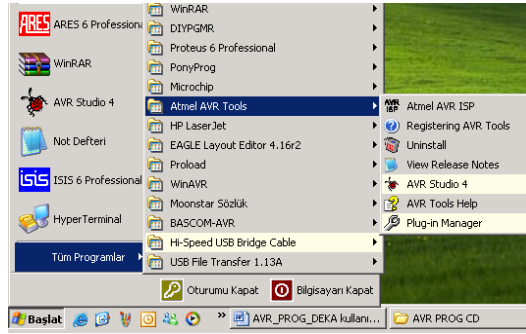 ARES 6 Profession
WinRAR
AVR Studio 4
Not Defteri
ISIS 6 Professional
HyperTerminal
Tüm Programlar
WinRAR
DIYPGMR
Proteus 6 Professional
PonyProg
Microchip
Atmel AVR Tools
HP LaserJet
EAGLE Layout Editor 4.16r2
Proload
WinAVR
Moonstar Sözlük
BASCOM-AVR
Hi-Speed USB Bridge Cable
USB File Transfer 1.13A
Atmel AVR ISP
Registering AVR Tools
Uninstall
View Release Notes
AVR Studio 4
AVR Tools Help
Plug-in Manager
Oturumu Kapat
Bilgisayarı Kapat
Başlat
AVR_PROG_DEKA kullanı...
AVR PROG CD